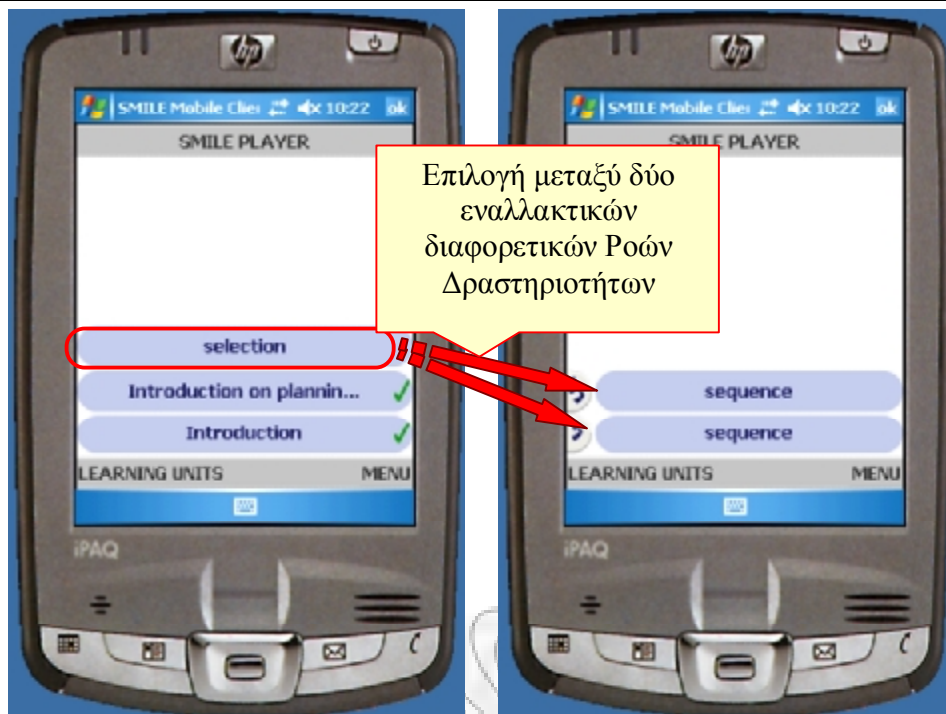 hp
SMILE Mobile Clie 10:22 ok
SMILE PLAYER
selection
Introduction on plannin...
Introduction
LEARNING UNITS MENU
iPAQ
Επιλογή μεταξύ δύο
εναλλακτικών
διαφορετικών Ροών
Δραστηριοτήτων
hp
SMILE Mobile Clie 10:22 ok
SMILE PLAYER
sequence
sequence
LEARNING UNITS MENU
iPAQ